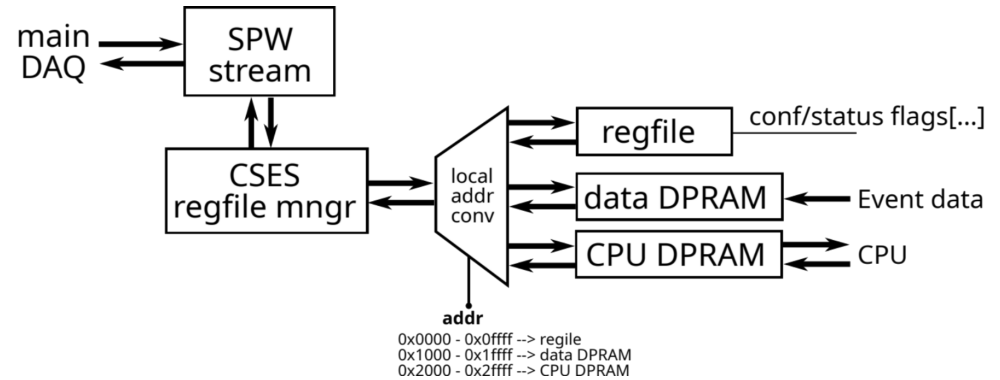 main
DAQ
SPW
stream
CSES
regfile mngr
local
addr
conv
regfile
conf/status flags[...]
data DPRAM
Event data
CPU DPRAM
CPU
addr
0x0000 - 0x0ffff --> regile
0x1000 - 0x1ffff --> data DPRAM
0x2000 - 0x2ffff --> CPU DPRAM